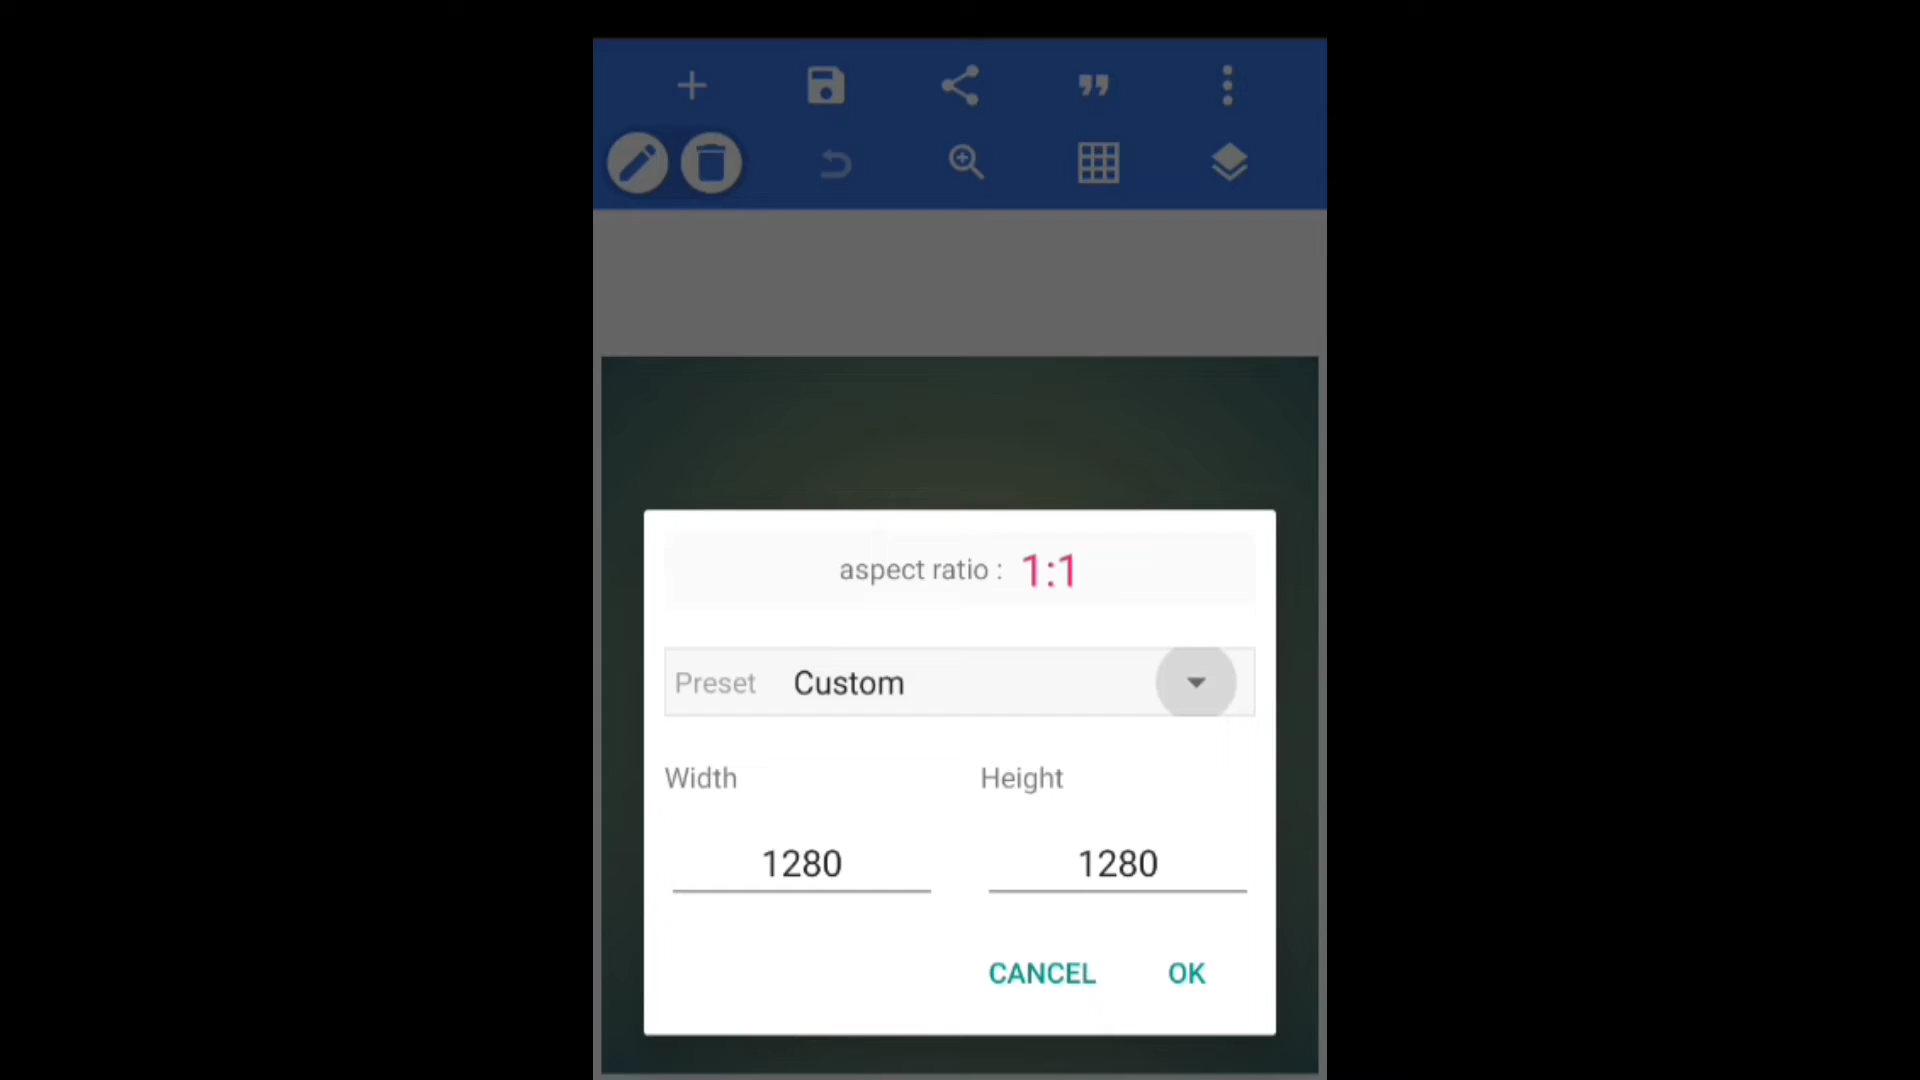 aspect ratio : 1:1
Preset Custom
Width Height
1280 1280
CANCEL OK